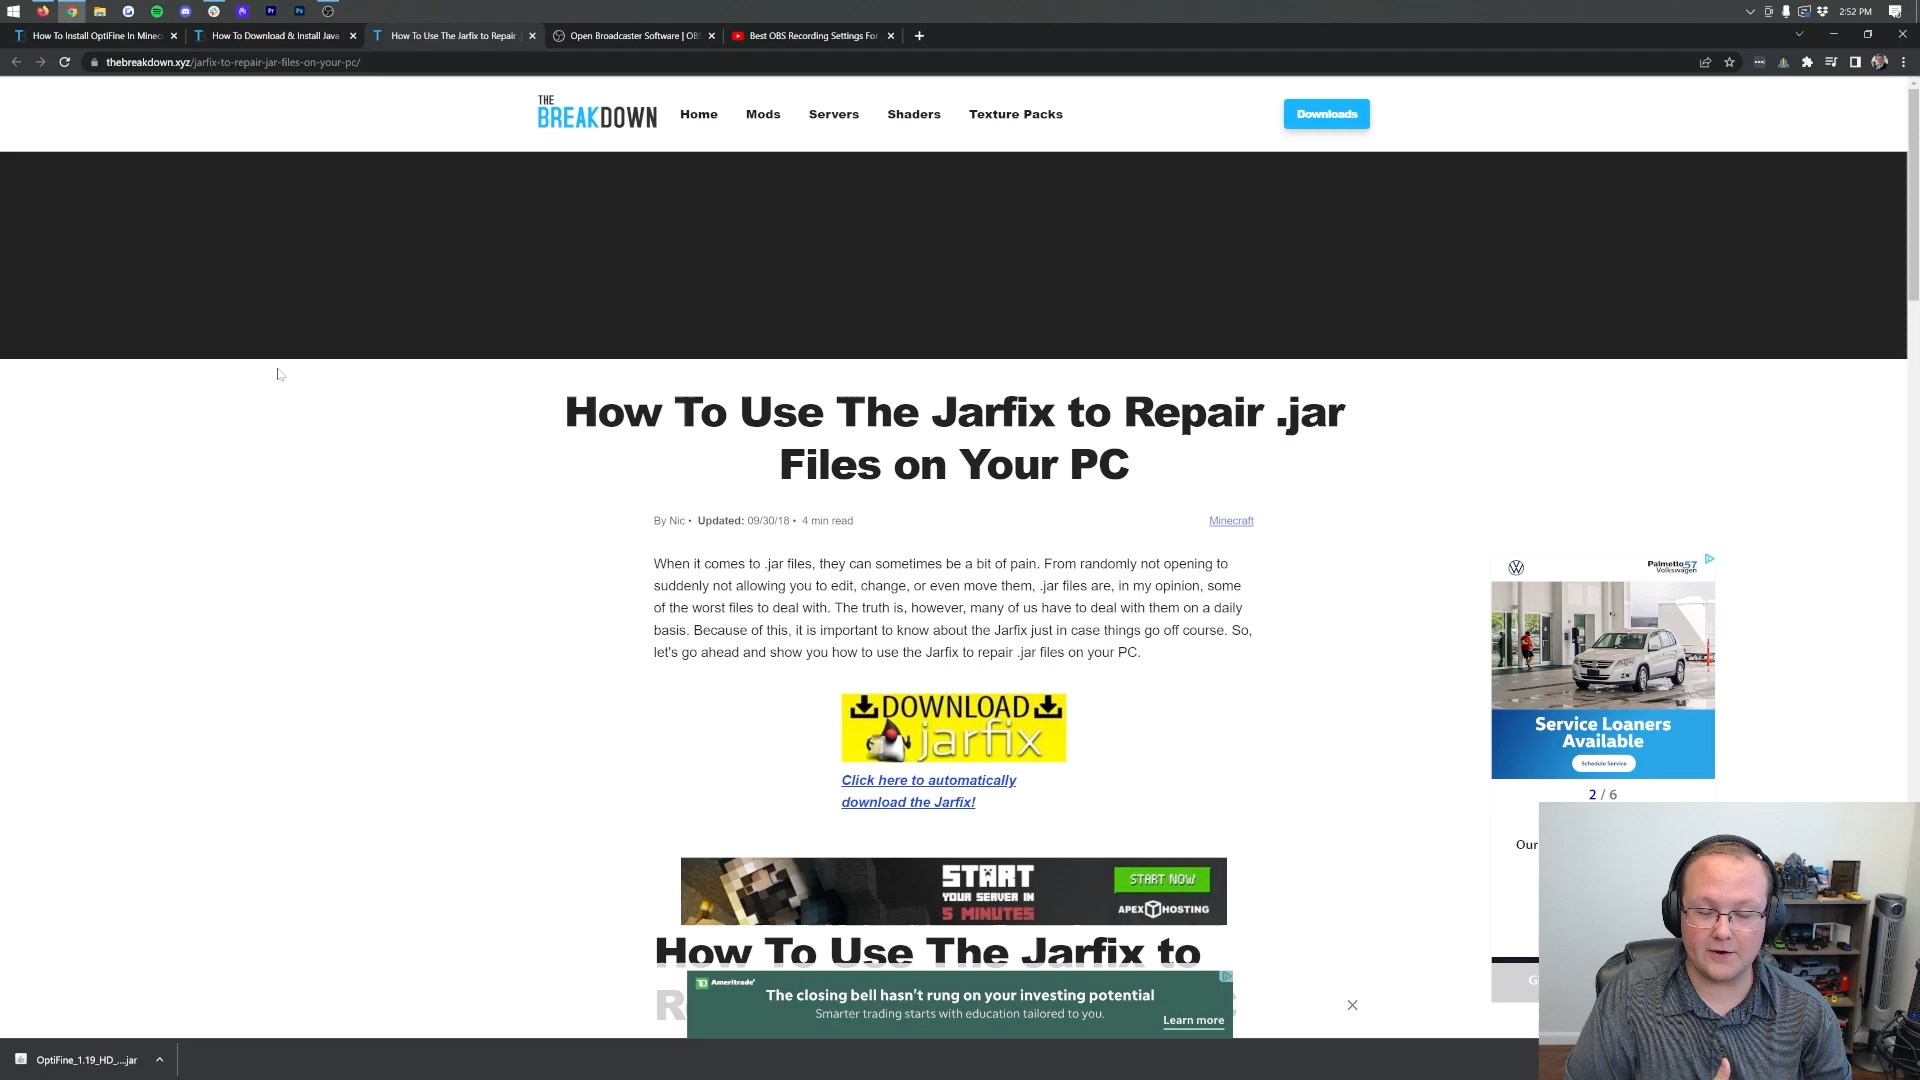 2:52 PM
How To Install OptiFine In Minec
How To Download & Install Java
How To Use The Jarfix to Repair .j
Open Broadcaster Software | OBS
Best OBS Recording Settings For
thebreakdown.xyz/jarfix-to-repair-jar-files-on-your-pc/
THE
BREAKDOWN
Home
Mods
Servers
Shaders
Texture Packs
Downloads
How To Use The Jarfix to Repair .jar
Files on Your PC
By Nic • Updated: 09/30/18 • 4 min read
Minecraft
When it comes to .jar files, they can sometimes be a bit of pain. From randomly not opening to
suddenly not allowing you to edit, change, or even move them, .jar files are, in my opinion, some
of the worst files to deal with. The truth is, however, many of us have to deal with them on a daily
basis. Because of this, it is important to know about the Jarfix just in case things go off course. So,
let's go ahead and show you how to use the Jarfix to repair .jar files on your PC.
Palmetto57
Volkswagen
Service Loaners
Available
Schedule Service
2 / 6
Our
DOWNLOAD
jarfix
Click here to automatically
download the Jarfix!
START
YOUR SERVER IN
5 MINUTES
START NOW
APEX HOSTING
How To Use The Jarfix to
TD Ameritrade
The closing bell hasn't rung on your investing potential
Smarter trading starts with education tailored to you.
Learn more
OptiFine_1.19_HD_....jar